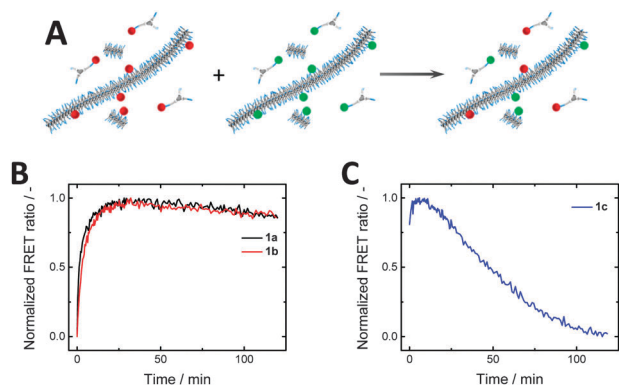 A
+
B
C
Normalized FRET ratio / -
1.0
0.5
0.0
1a
1b
0
50
100
Time / min
Normalized FRET ratio / -
1.0
0.5
0.0
1c
0
50
100
Time / min